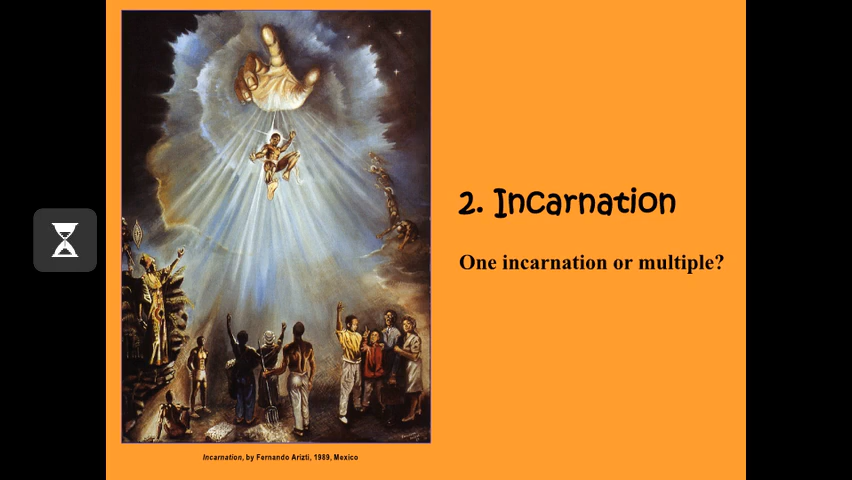 2. Incarnation
One incarnation or multiple?
Incarnation, by Fernando Arizti, 1989, Mexico